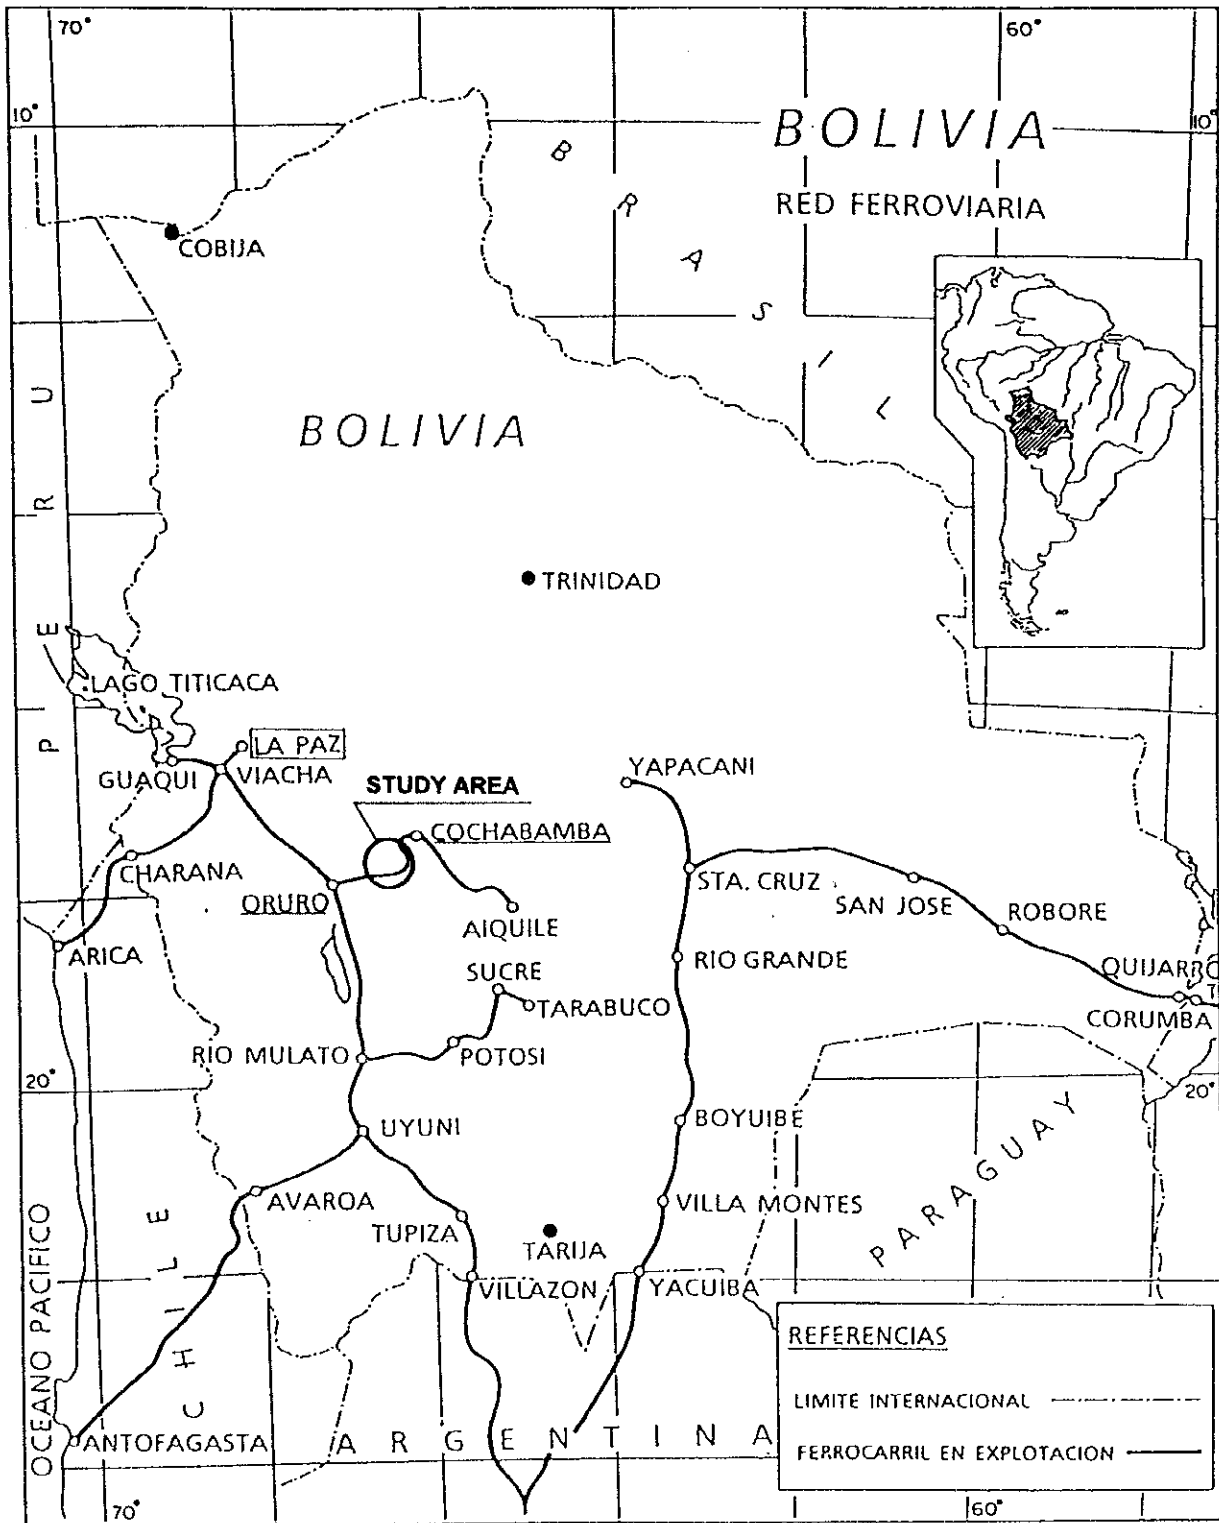 70°
60°
10°
BOLIVIA
10°
BRASIL
RED FERROVIARIA
COBIJA
PERU
BOLIVIA
TRINIDAD
LAGO TITICACA
LA PAZ
GUAQUI
VIACHA
YAPACANI
STUDY AREA
COCHABAMBA
CHARANA
STA. CRUZ
ORURO
SAN JOSE
ROBORE
AIQUILE
ARICA
RIO GRANDE
QUIJARRO
SUCRE
TARABUCO
CORUMBA
RIO MULATO
POTOSI
20°
20°
UYUNI
BOYUIBE
PARAGUAY
AVAROA
VILLA MONTES
TUPIZA
TARIJA
VILLAZON
YACUIBA
OCEANO PACIFICO
CHILE
REFERENCIAS
LIMITE INTERNACIONAL
ANTOFAGASTA
ARGENTINA
FERROCARRIL EN EXPLOTACION
70°
60°